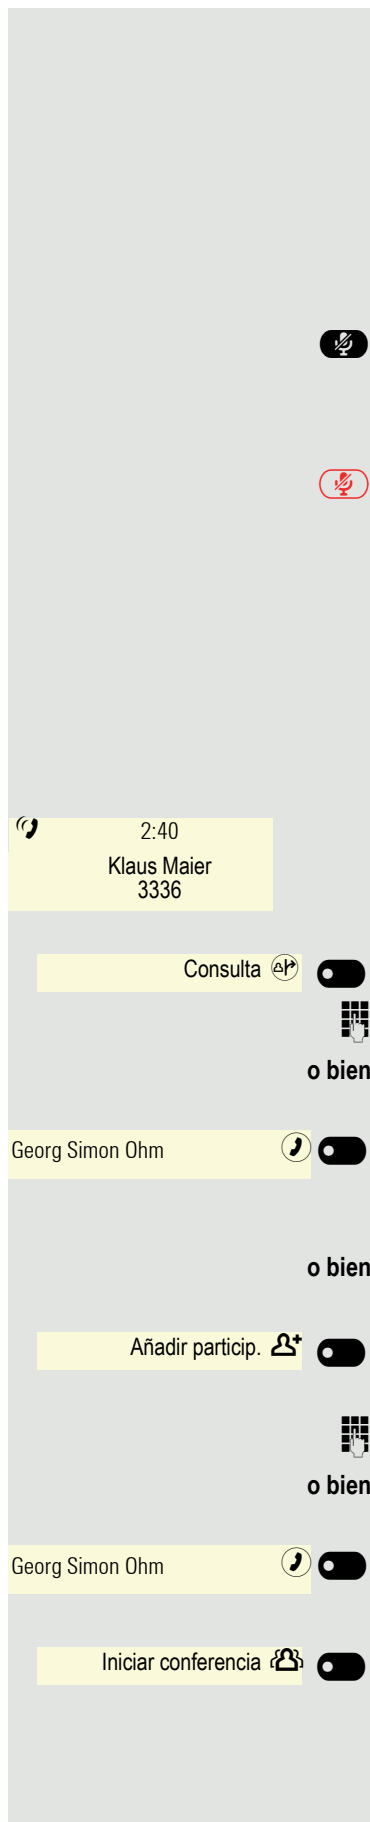 2:40
Klaus Maier
3336
Consulta
o bien
Georg Simon Ohm
o bien
Añadir particip.
o bien
Georg Simon Ohm
Iniciar conferencia